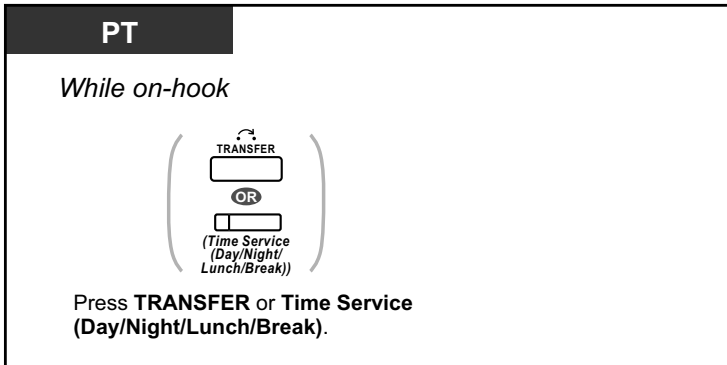 PT
While on-hook
TRANSFER
OR
(Time Service
(Day/Night/
Lunch/Break))
Press TRANSFER or Time Service
(Day/Night/Lunch/Break).